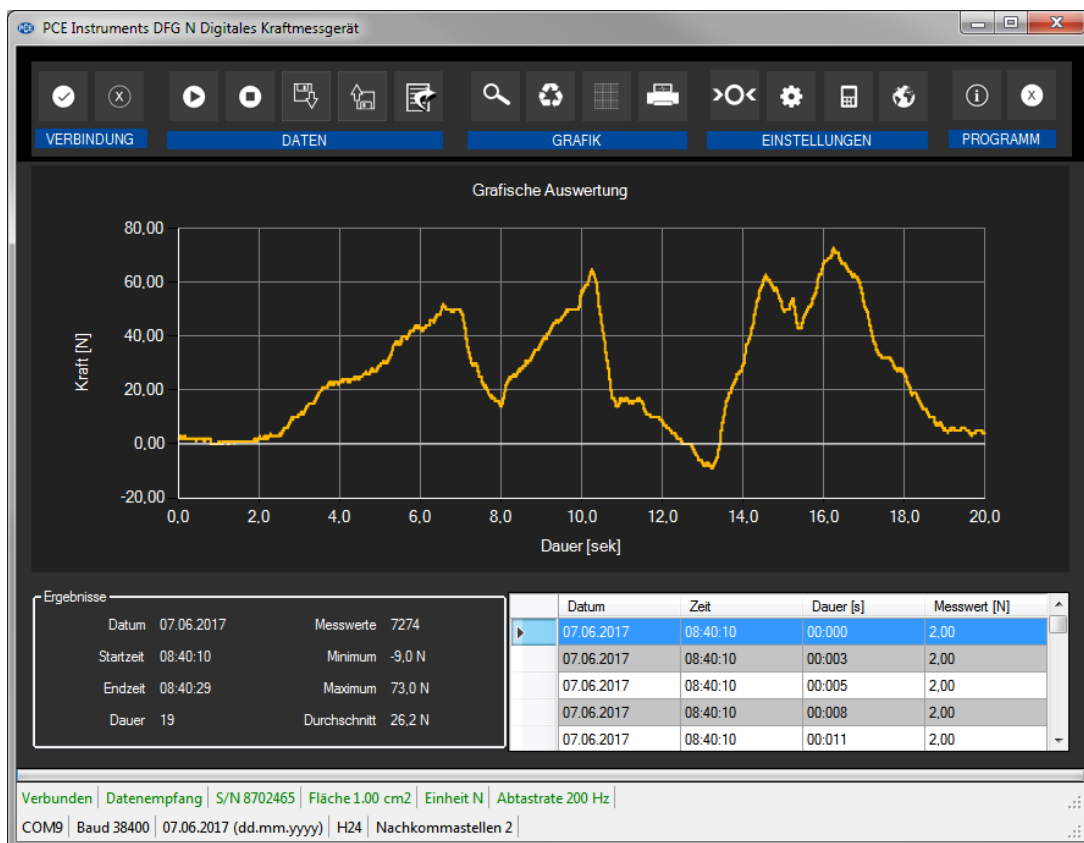 PCE Instruments DFG N Digitales Kraftmessgerät
VERBINDUNG DATEN GRAFIK EINSTELLUNGEN PROGRAMM
Grafische Auswertung
80,00
60,00
40,00
20,00
0,00
-20,00
Kraft [N]
0,0 2,0 4,0 6,0 8,0 10,0 12,0 14,0 16,0 18,0 20,0
Dauer [sek]
Ergebnisse
Datum 07.06.2017 Messwerte 7274
Startzeit 08:40:10 Minimum -9,0 N
Endzeit 08:40:29 Maximum 73,0 N
Dauer 19 Durchschnitt 26,2 N
Datum Zeit Dauer [s] Messwert [N]
07.06.2017 08:40:10 00:000 2,00
07.06.2017 08:40:10 00:003 2,00
07.06.2017 08:40:10 00:005 2,00
07.06.2017 08:40:10 00:008 2,00
07.06.2017 08:40:10 00:011 2,00
Verbunden Datenempfang S/N 8702465 Fläche 1.00 cm2 Einheit N Abtastrate 200 Hz
COM9 Baud 38400 07.06.2017 (dd.mm.yyyy) H24 Nachkommastellen 2